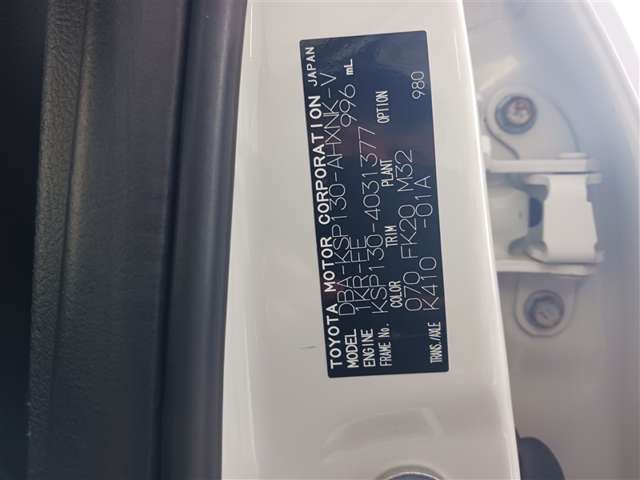 TOYOTA MOTOR CORPORATION JAPAN
MODEL DBA-KSP130-AHXNK-V
ENGINE 1KR-FE 996 mL
FRAME No. KSP130-4031377
COLOR TRIM PLANT OPTION
070 FK20 M32 980
TRANS./AXLE K410 -01A